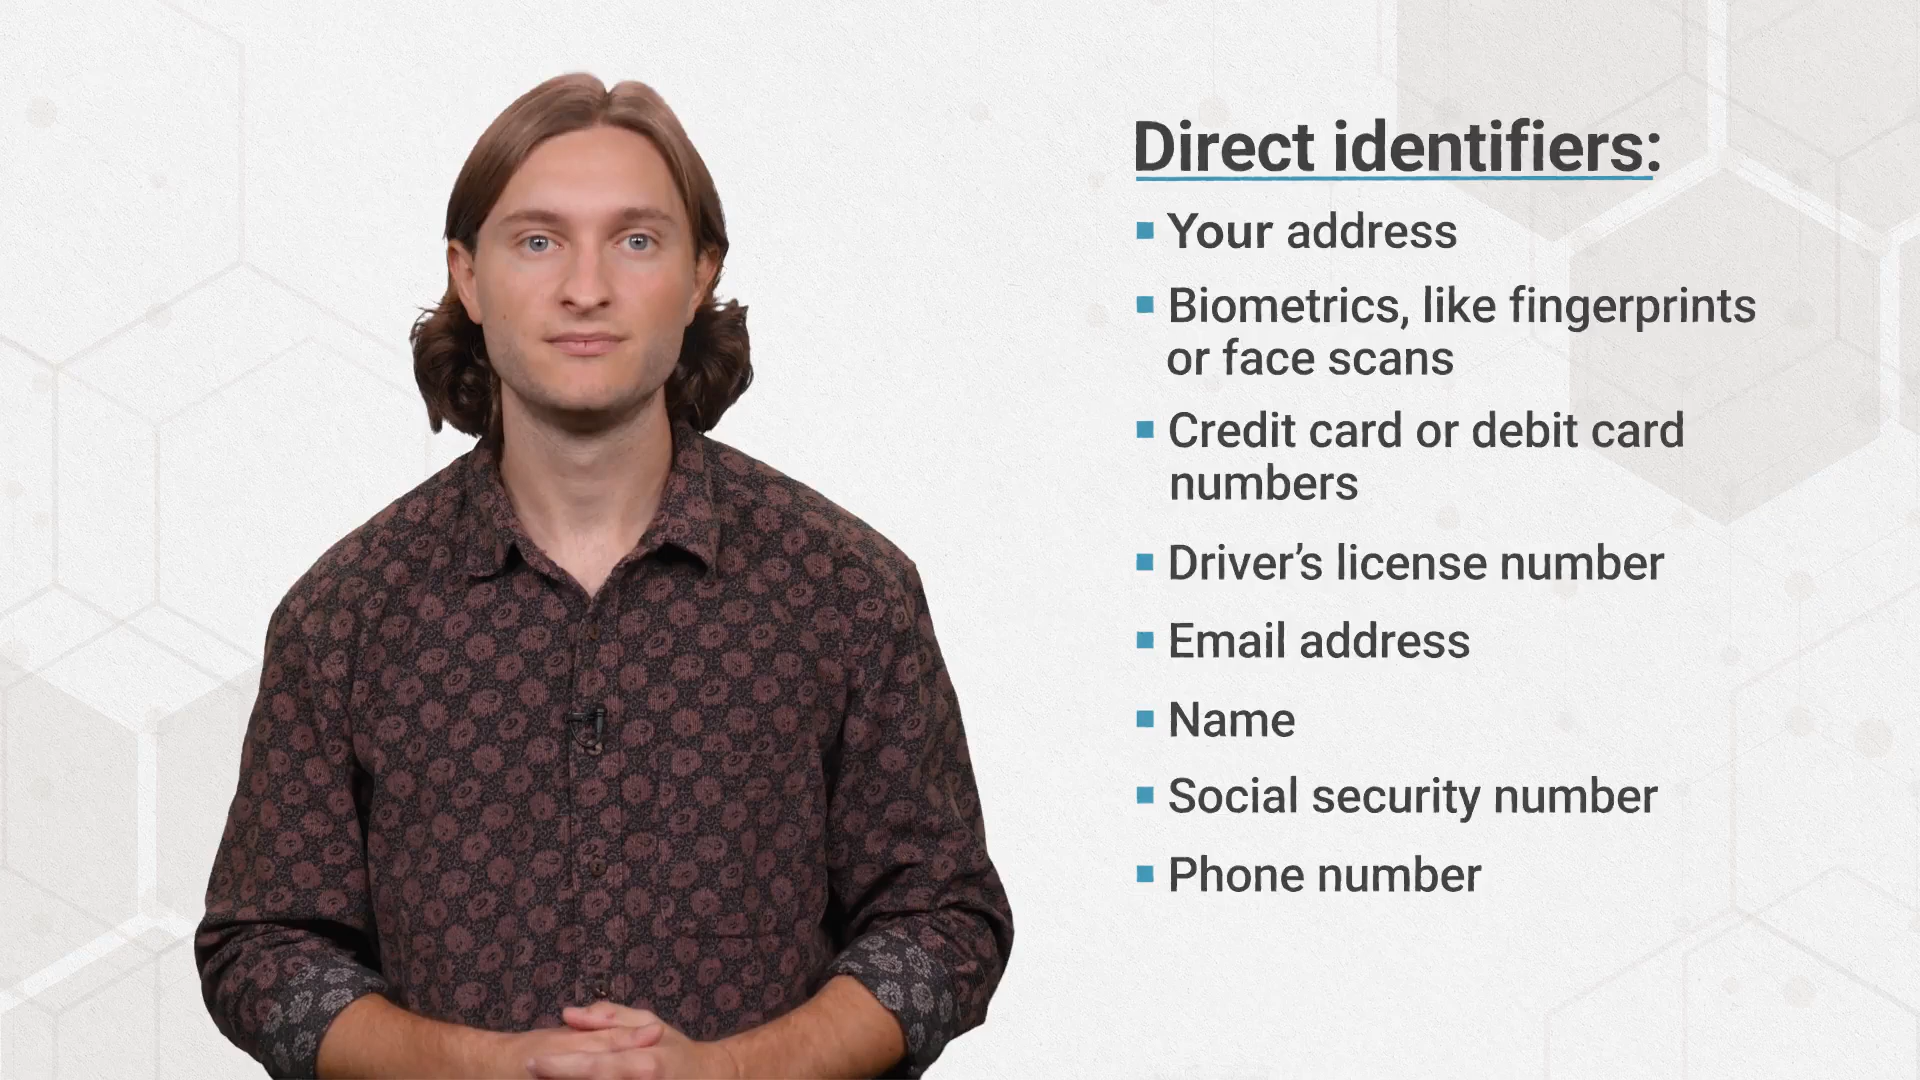 Direct identifiers:
Your address
Biometrics, like fingerprints
or face scans
Credit card or debit card
numbers
Driver’s license number
Email address
Name
Social security number
Phone number